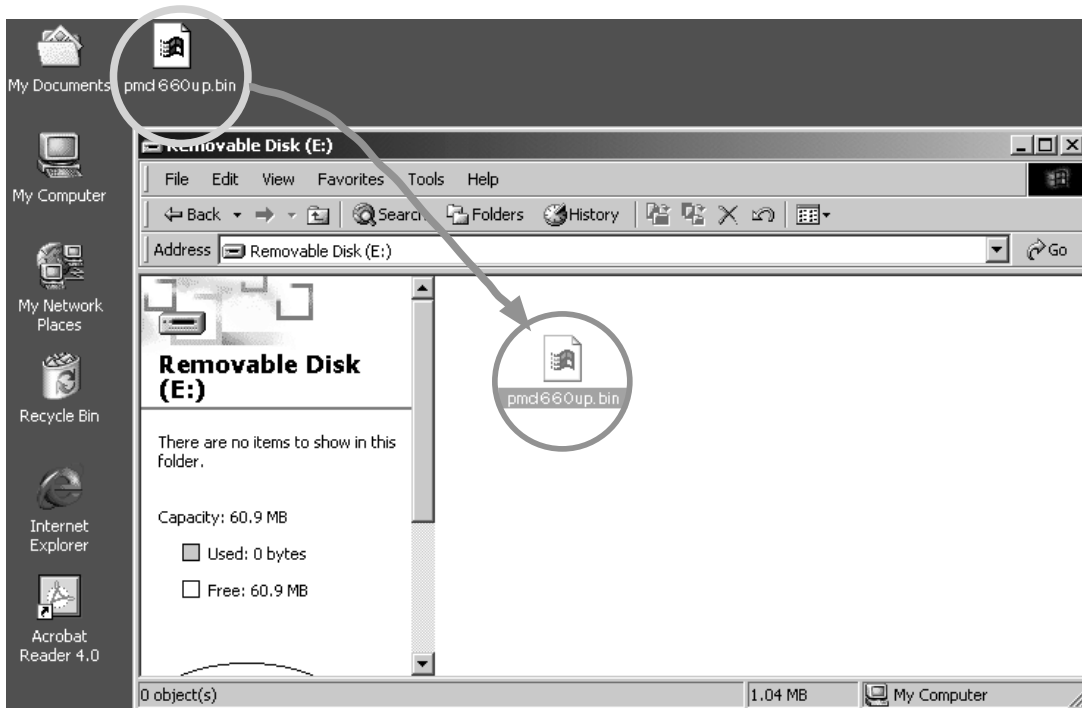 My Documents
pmd660up.bin
My Computer
My Network
Places
Recycle Bin
Internet
Explorer
Acrobat
Reader 4.0
Removable Disk (E:)
File Edit View Favorites Tools Help
Back Search Folders History
Address Removable Disk (E:) Go
Removable Disk
(E:)
There are no items to show in this
folder.
Capacity: 60.9 MB
Used: 0 bytes
Free: 60.9 MB
pmd660up.bin
0 object(s) 1.04 MB My Computer